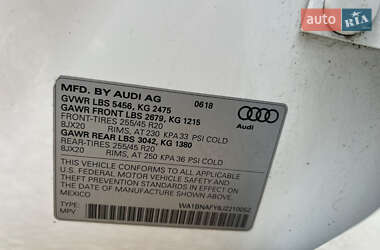 auto RIA
MFD. BY AUDI AG 0618
GVWR LBS 5456, KG 2475
GAWR FRONT LBS 2679, KG 1215
FRONT-TIRES 255/45 R20
8JX20 RIMS, AT 230 KPA 33 PSI COLD
GAWR REAR LBS 3042, KG 1380
REAR-TIRES 255/45 R20
8JX20 RIMS, AT 250 KPA 36 PSI COLD
Audi
THIS VEHICLE CONFORMS TO ALL APPLICABLE
U.S. FEDERAL MOTOR VEHICLE SAFETY AND
THEFT PREVENTION STANDARDS IN EFFECT ON THE
DATE OF MANUFACTURE SHOWN ABOVE.
MEXICO
TYPE:
MPV